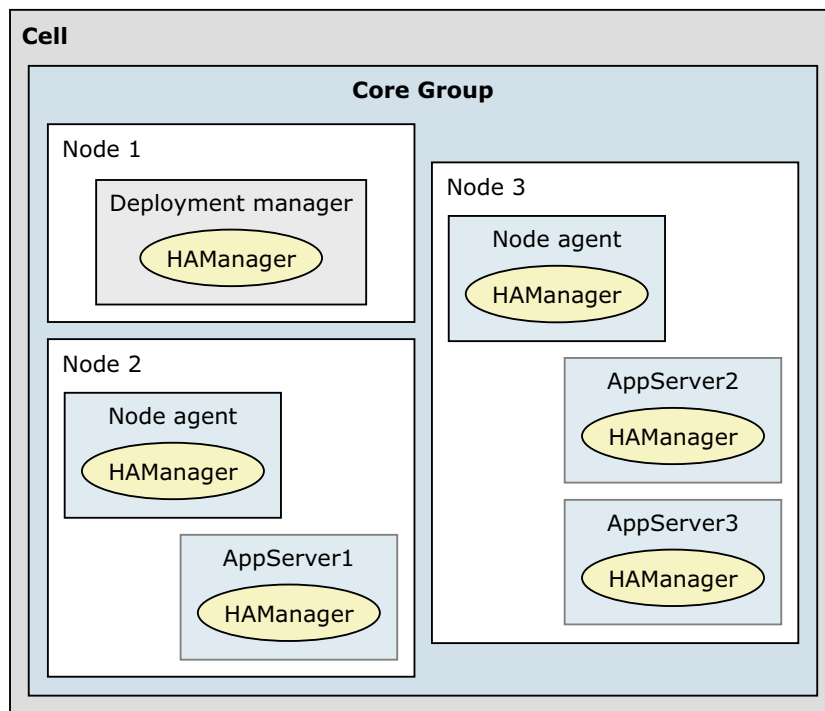 Cell
Core Group
Node 1
Deployment manager
HAManager
Node 2
Node agent
HAManager
AppServer1
HAManager
Node 3
Node agent
HAManager
AppServer2
HAManager
AppServer3
HAManager